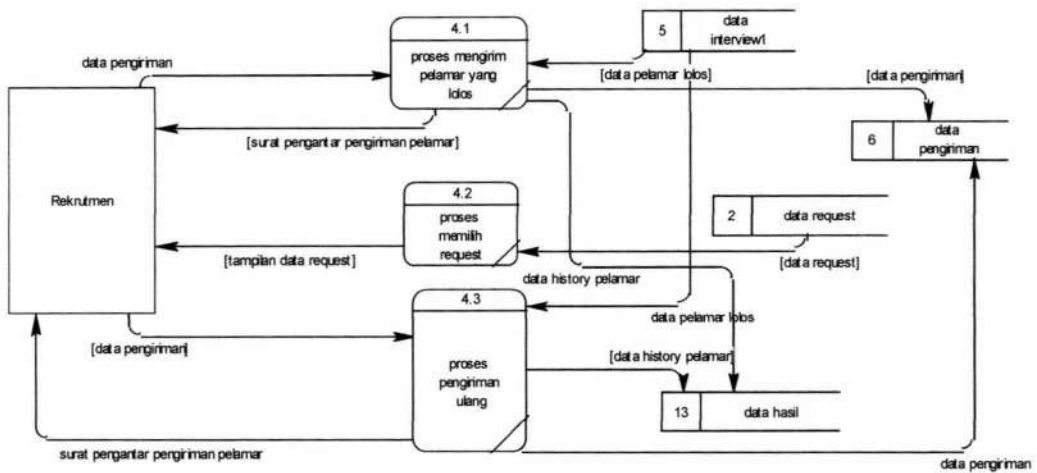 4.1
proses mengirim
pelamar yang
lolos
5
data
interview1
data pengiriman
[data pelamar lolos]
[data pengiriman]
6
data
pengiriman
[surat pengantar pengiriman pelamar]
Rekrutmen
4.2
proses
memilih
request
2
data request
[tampilan data request]
[data request]
data history pelamar
4.3
proses
pengiriman
ulang
data pelamar lolos
[data pengiriman]
[data history pelamar]
13
data hasil
surat pengantar pengiriman pelamar
data pengiriman